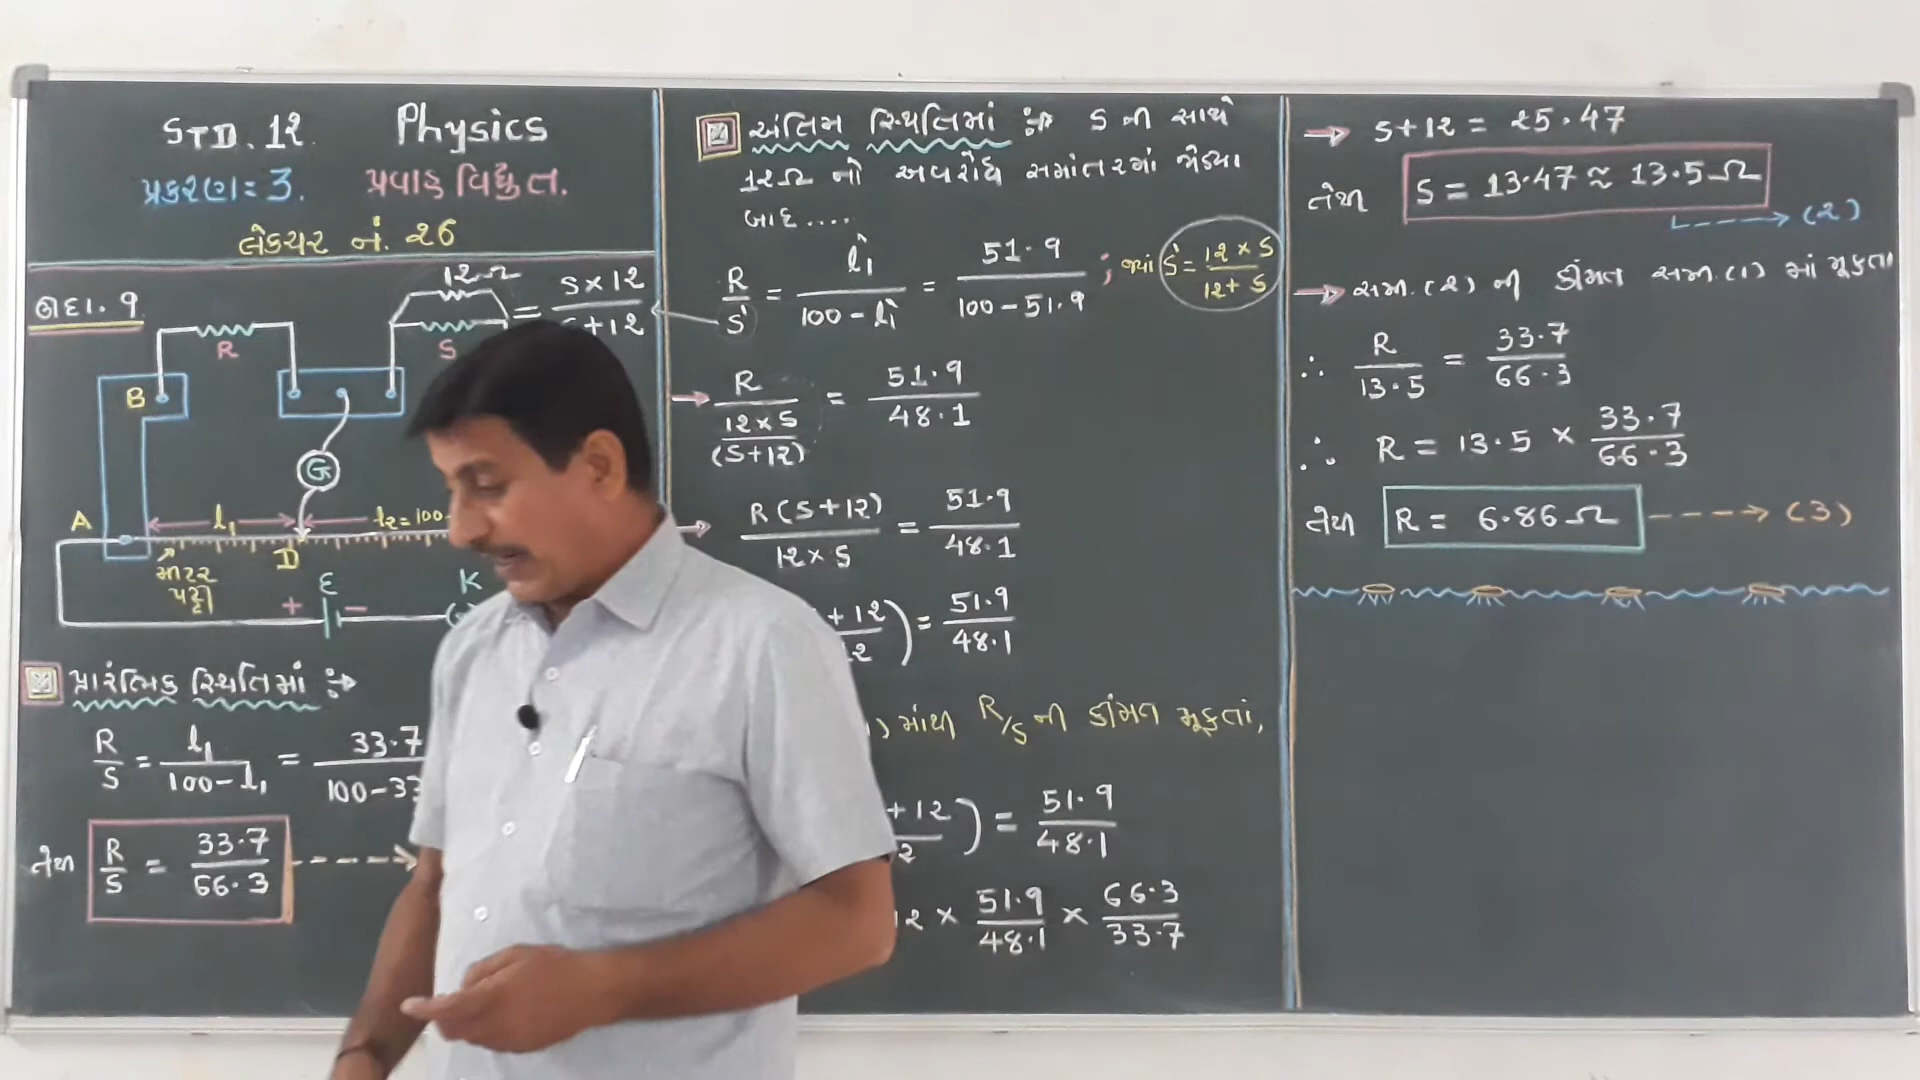 STD. 12. Physics
પ્રકરણ = 3. પ્રવાહ વિદ્યુત.
લેક્ચર નં. 26
ઉદા. 9
12Ω
= S × 12 / S + 12
R
S
B
G
A
l₁
l₂ = 100 -
D
મીટર
પટ્ટી
+ E −
K
પ્રારંભિક સ્થિતિમાં :→
R/S = l₁/(100 - l₁) = 33.7/(100 - 33
તેથી R/S = 33.7/66.3 ---->
અંતિમ સ્થિતિમાં :→ S ની સાથે
12Ω નો અવરોધ સમાંતરમાં જોડ્યા
બાદ....
R/S' = l₁'/(100 - l₁') = 51.9/(100 - 51.9) ; જ્યાં S' = (12 × S)/(12 + S)
→ R/((12 × S)/(S + 12)) = 51.9/48.1
→ R(S + 12)/(12 × S) = 51.9/48.1
+ 12/2) = 51.9/48.1
) માંથી R/S ની કીંમત મૂકતાં,
+ 12/2) = 51.9/48.1
12 × 51.9/48.1 × 66.3/33.7
→ S + 12 = 25.47
તેથી S = 13.47 ≈ 13.5 Ω
----> (2)
→ સમી. (2) ની કીંમત સમી. (1) માં મૂકતા
∴ R/13.5 = 33.7/66.3
∴ R = 13.5 × 33.7/66.3
તેથી R = 6.86 Ω ----> (3)